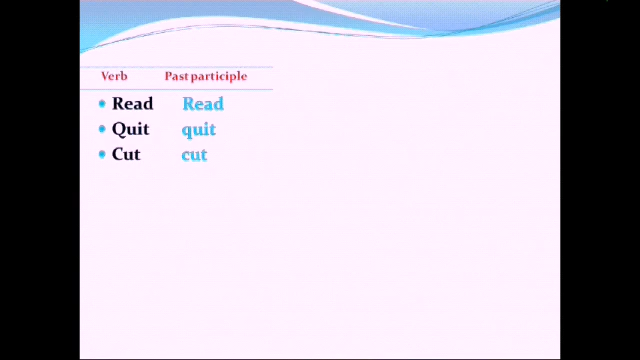 Verb Past participle
Read Read
Quit quit
Cut cut